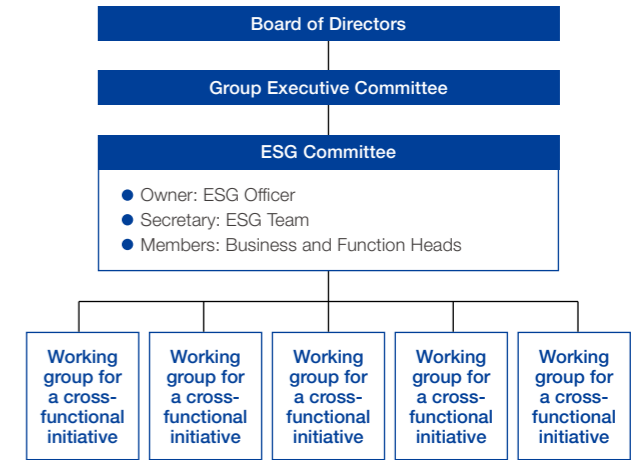 Board of Directors
Group Executive Committee
ESG Committee
● Owner: ESG Officer
● Secretary: ESG Team
● Members: Business and Function Heads
Working
group for
a cross-
functional
initiative
Working
group for
a cross-
functional
initiative
Working
group for
a cross-
functional
initiative
Working
group for
a cross-
functional
initiative
Working
group for
a cross-
functional
initiative